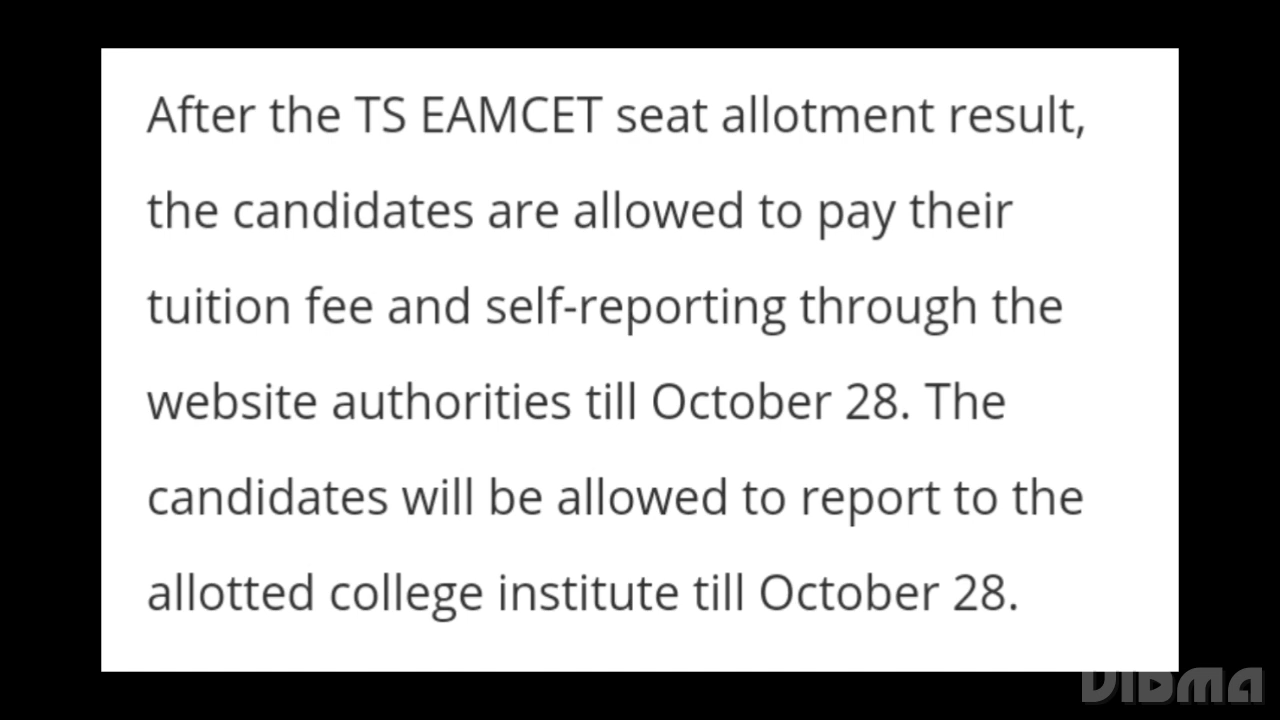 After the TS EAMCET seat allotment result,
the candidates are allowed to pay their
tuition fee and self-reporting through the
website authorities till October 28. The
candidates will be allowed to report to the
allotted college institute till October 28.